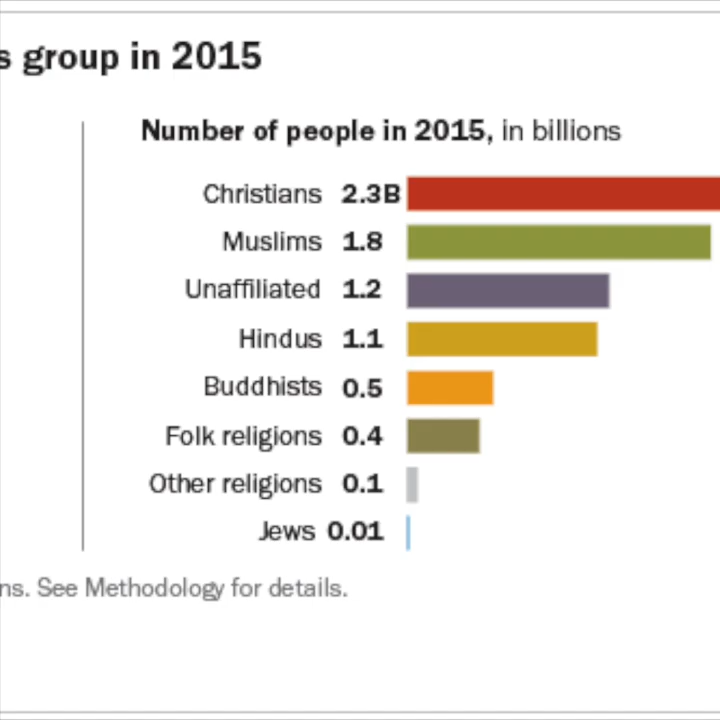 s group in 2015
Number of people in 2015, in billions
Christians 2.3B
Muslims 1.8
Unaffiliated 1.2
Hindus 1.1
Buddhists 0.5
Folk religions 0.4
Other religions 0.1
Jews 0.01
ns. See Methodology for details.